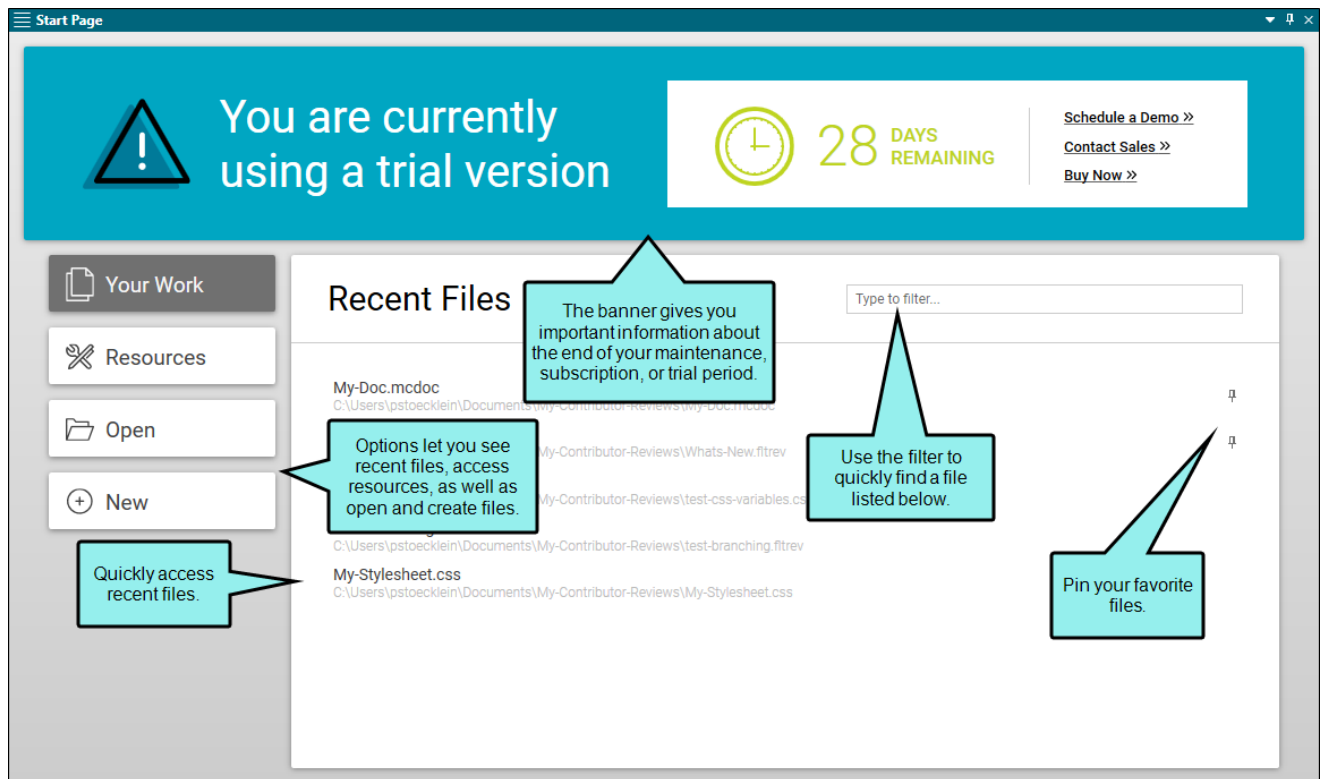 Start Page
You are currently
using a trial version
28 DAYS
REMAINING
Schedule a Demo »
Contact Sales »
Buy Now »
The banner gives you
important information about
the end of your maintenance,
subscription, or trial period.
Your Work
Resources
Open
New
Recent Files
Type to filter...
My-Doc.mcdoc
C:\Users\pstoecklein\Documents\My-Contributor-Reviews\My-Doc.mcdoc
My-Contributor-Reviews\Whats-New.fltrev
My-Contributor-Reviews\test-css-variables.cs
C:\Users\pstoecklein\Documents\My-Contributor-Reviews\test-branching.fltrev
My-Stylesheet.css
C:\Users\pstoecklein\Documents\My-Contributor-Reviews\My-Stylesheet.css
Options let you see
recent files, access
resources, as well as
open and create files.
Use the filter to
quickly find a file
listed below.
Quickly access
recent files.
Pin your favorite
files.